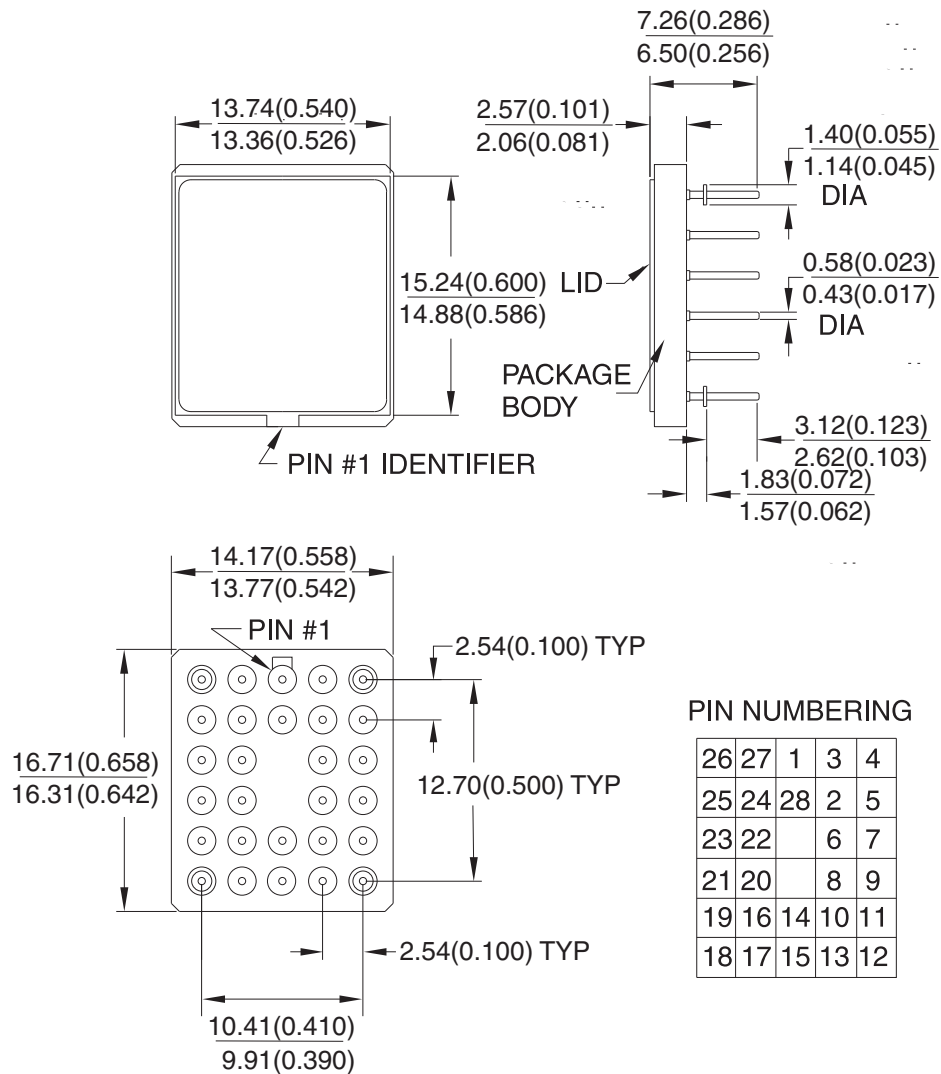 7.26(0.286)
6.50(0.256)
13.74(0.540)
13.36(0.526)
2.57(0.101)
2.06(0.081)
1.40(0.055)
1.14(0.045)
DIA
15.24(0.600)
14.88(0.586)
LID
0.58(0.023)
0.43(0.017)
DIA
PACKAGE
BODY
3.12(0.123)
2.62(0.103)
PIN #1 IDENTIFIER
1.83(0.072)
1.57(0.062)
14.17(0.558)
13.77(0.542)
PIN #1
2.54(0.100) TYP
16.71(0.658)
16.31(0.642)
12.70(0.500) TYP
2.54(0.100) TYP
10.41(0.410)
9.91(0.390)
PIN NUMBERING
26 27 1 3 4
25 24 28 2 5
23 22 6 7
21 20 8 9
19 16 14 10 11
18 17 15 13 12